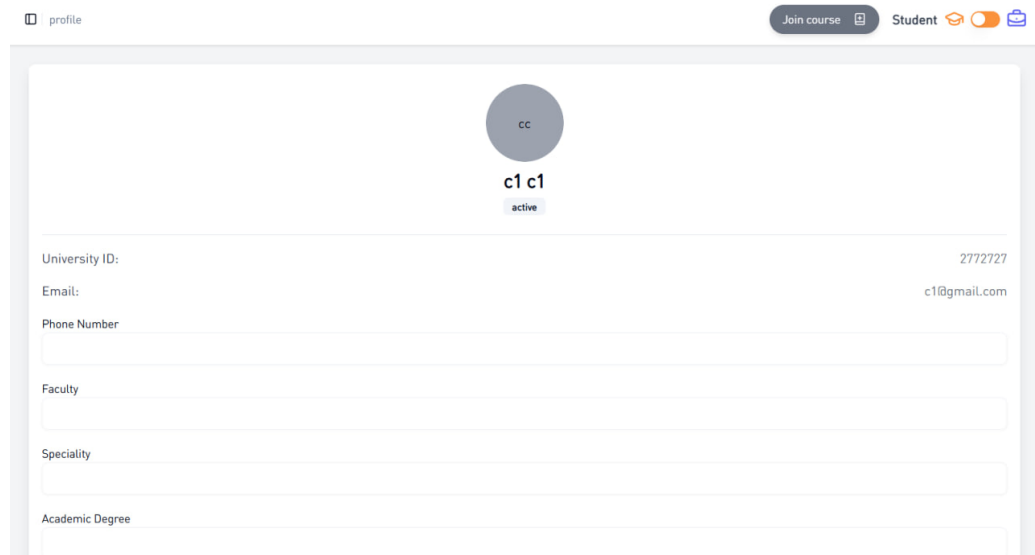 profile
Join course
Student
cc
c1 c1
active
University ID: 2772727
Email: c1@gmail.com
Phone Number
Faculty
Speciality
Academic Degree